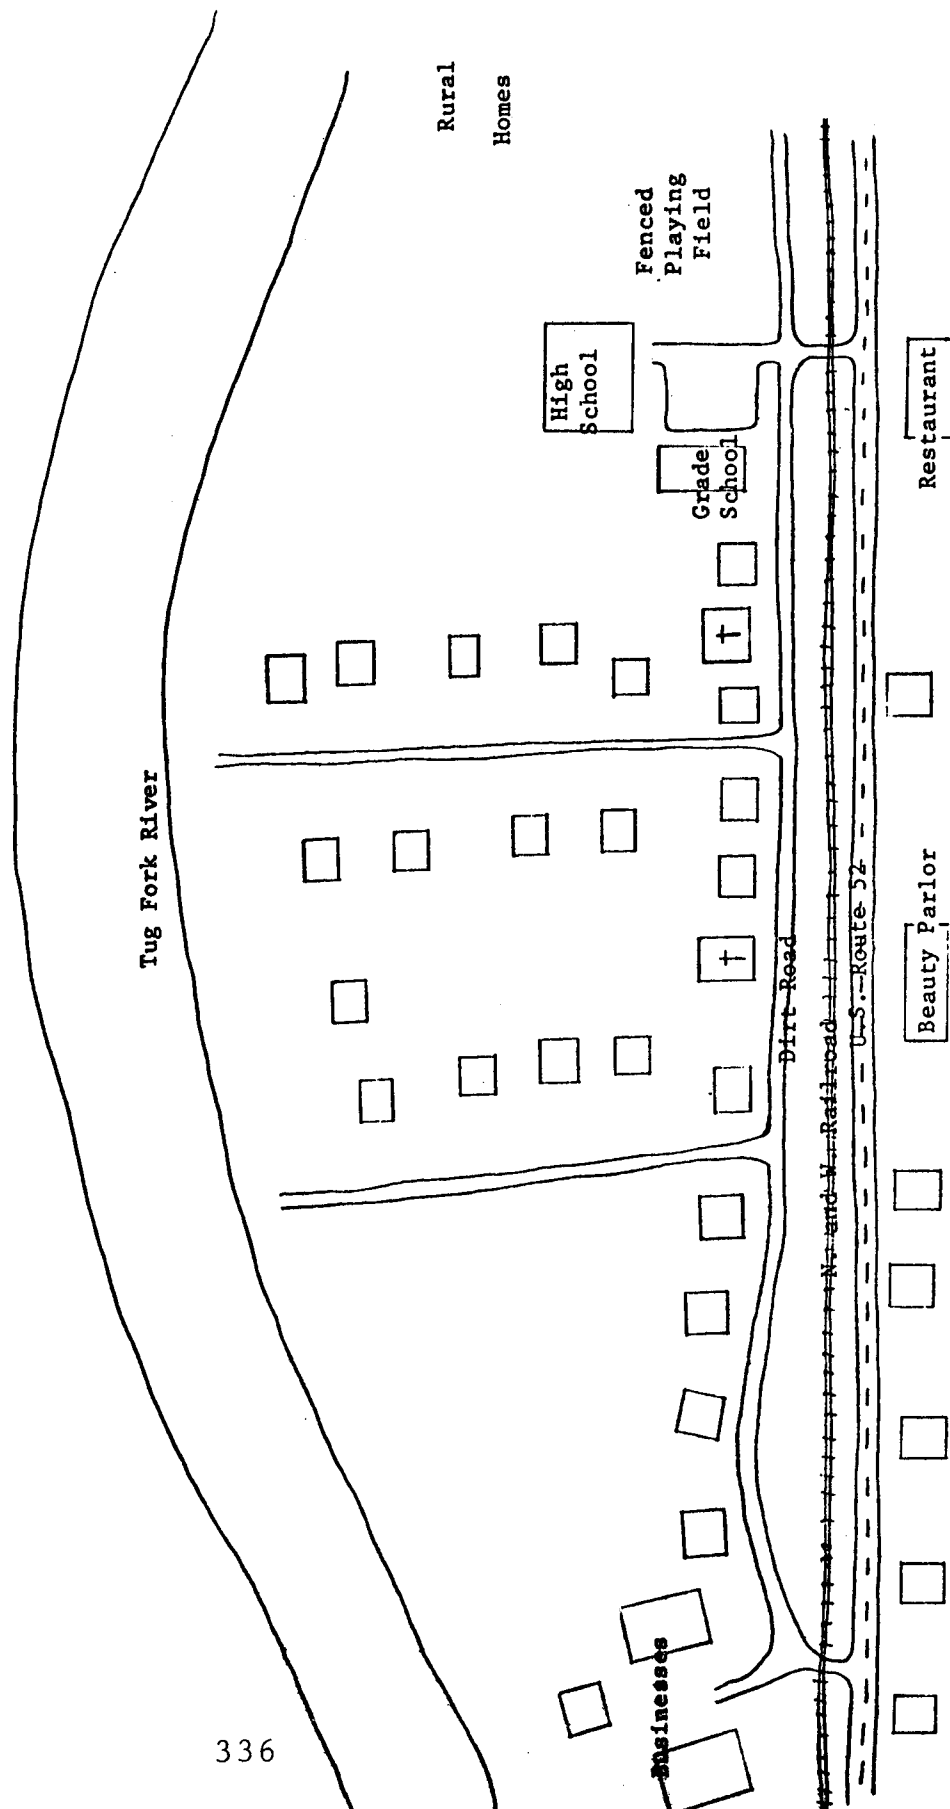 Rural
Homes
Fenced
Playing
Field
High
School
Grade
School
Restaurant
Tug Fork River
Dirt Road
N. and W. Railroad
U.S. Route 52
Beauty Parlor
Businesses
336